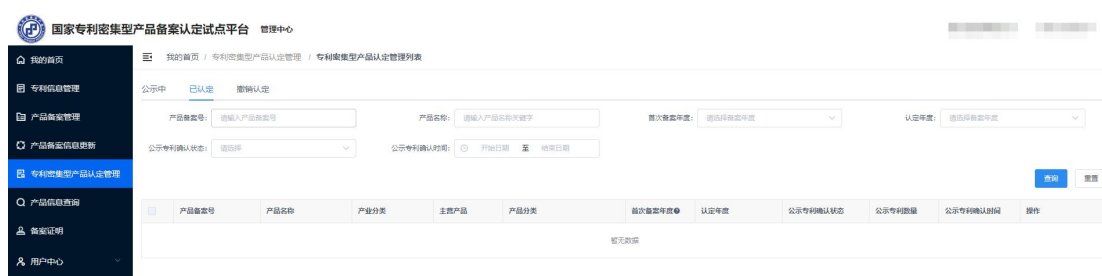 国家专利密集型产品备案认定试点平台 管理中心
我的首页
专利信息管理
产品备案管理
产品备案信息更新
专利密集型产品认定管理
产品信息查询
备案证明
用户中心
我的首页 / 专利密集型产品认定管理 / 专利密集型产品认定管理列表
公示中 已认定 撤销认定
产品备案号: 请输入产品备案号 产品名称: 请输入产品名称关键字 首次备案年度: 请选择备案年度 认定年度: 请选择备案年度
公示专利确认状态: 请选择 公示专利确认时间: 开始日期 至 结束日期
查询 重置
产品备案号 产品名称 产业分类 主营产品 产品分类 首次备案年度 认定年度 公示专利确认状态 公示专利数量 公示专利确认时间 操作
暂无数据